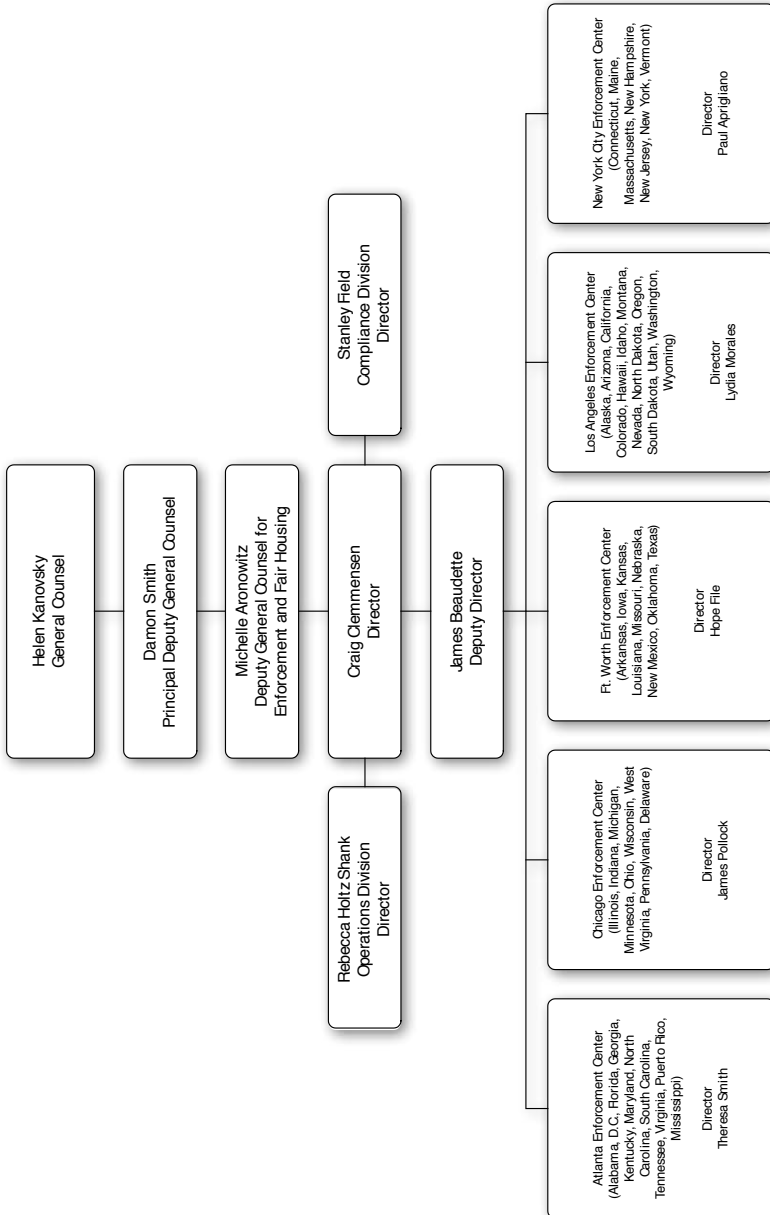 Helen Kanovsky
General Counsel
Damon Smith
Principal Deputy General Counsel
Michelle Aronowitz
Deputy General Counsel for
Enforcement and Fair Housing
Rebecca Holtz Shank
Operations Division
Director
Craig Clemmensen
Director
Stanley Field
Compliance Division
Director
James Beaudette
Deputy Director
Atlanta Enforcement Center
(Alabama, D.C., Florida, Georgia,
Kentucky, Maryland, North
Carolina, South Carolina,
Tennessee, Virginia, Puerto Rico,
Mississippi)
Director
Theresa Smith
Chicago Enforcement Center
(Illinois, Indiana, Michigan,
Minnesota, Ohio, Wisconsin, West
Virginia, Pennsylvania, Delaware)
Director
James Pollock
Ft. Worth Enforcement Center
(Arkansas, Iowa, Kansas,
Louisiana, Missouri, Nebraska,
New Mexico, Oklahoma, Texas)
Director
Hope File
Los Angeles Enforcement Center
(Alaska, Arizona, California,
Colorado, Hawaii, Idaho, Montana,
Nevada, North Dakota, Oregon,
South Dakota, Utah, Washington,
Wyoming)
Director
Lydia Morales
New York City Enforcement Center
(Connecticut, Maine,
Massachusetts, New Hampshire,
New Jersey, New York, Vermont)
Director
Paul Aprigliano